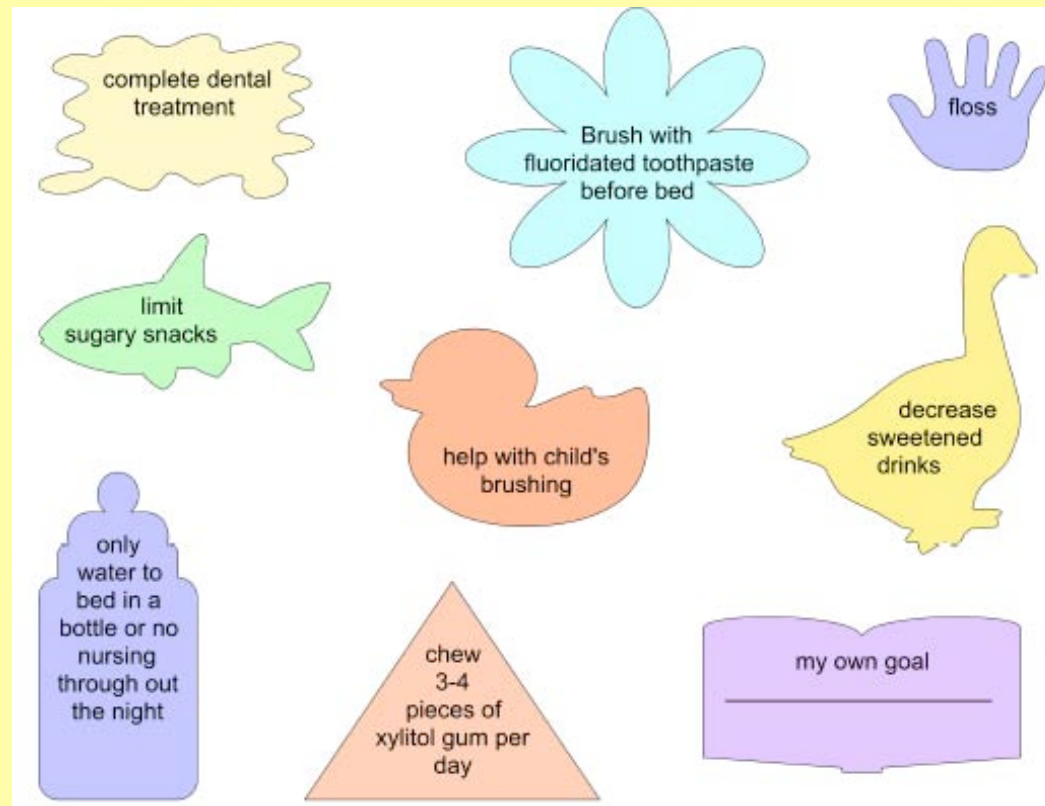 complete dental
treatment
Brush with
fluoridated toothpaste
before bed
floss
limit
sugary snacks
help with child's
brushing
decrease
sweetened
drinks
only
water to
bed in a
bottle or no
nursing
through out
the night
chew
3-4
pieces of
xylitol gum per
day
my own goal